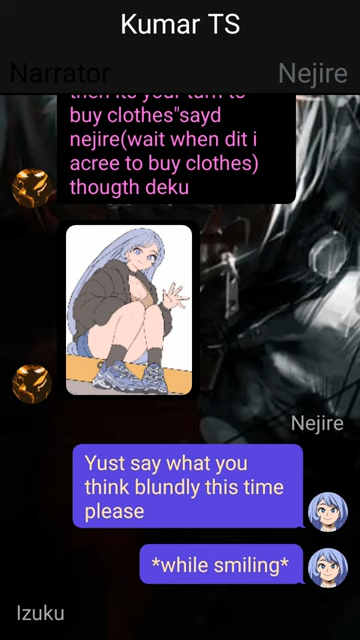 Kumar TS
Narrator
Nejire
then its your turn to
buy clothes"sayd
nejire(wait when dit i
acree to buy clothes)
thougth deku
Nejire
Yust say what you
think blundly this time
please
*while smiling*
Izuku